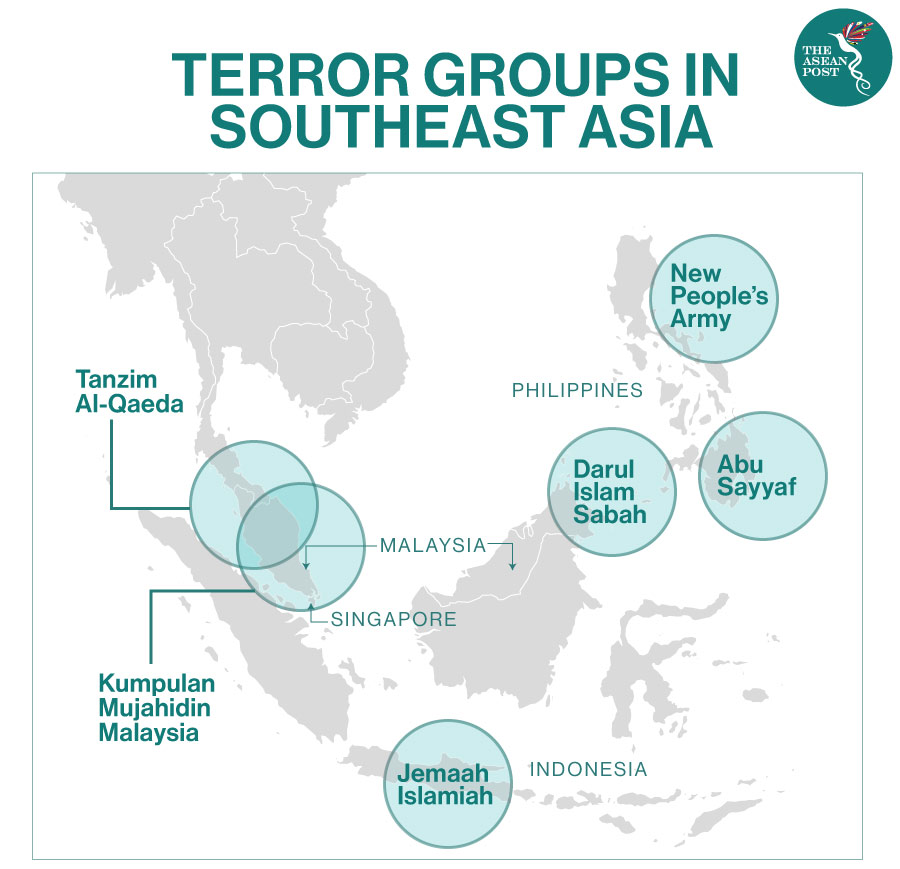 THE
ASEAN
POST
TERROR GROUPS IN
SOUTHEAST ASIA
New
People's
Army
Tanzim
Al-Qaeda
PHILIPPINES
Darul
Islam
Sabah
Abu
Sayyaf
MALAYSIA
SINGAPORE
Kumpulan
Mujahidin
Malaysia
Jemaah
Islamiah
INDONESIA